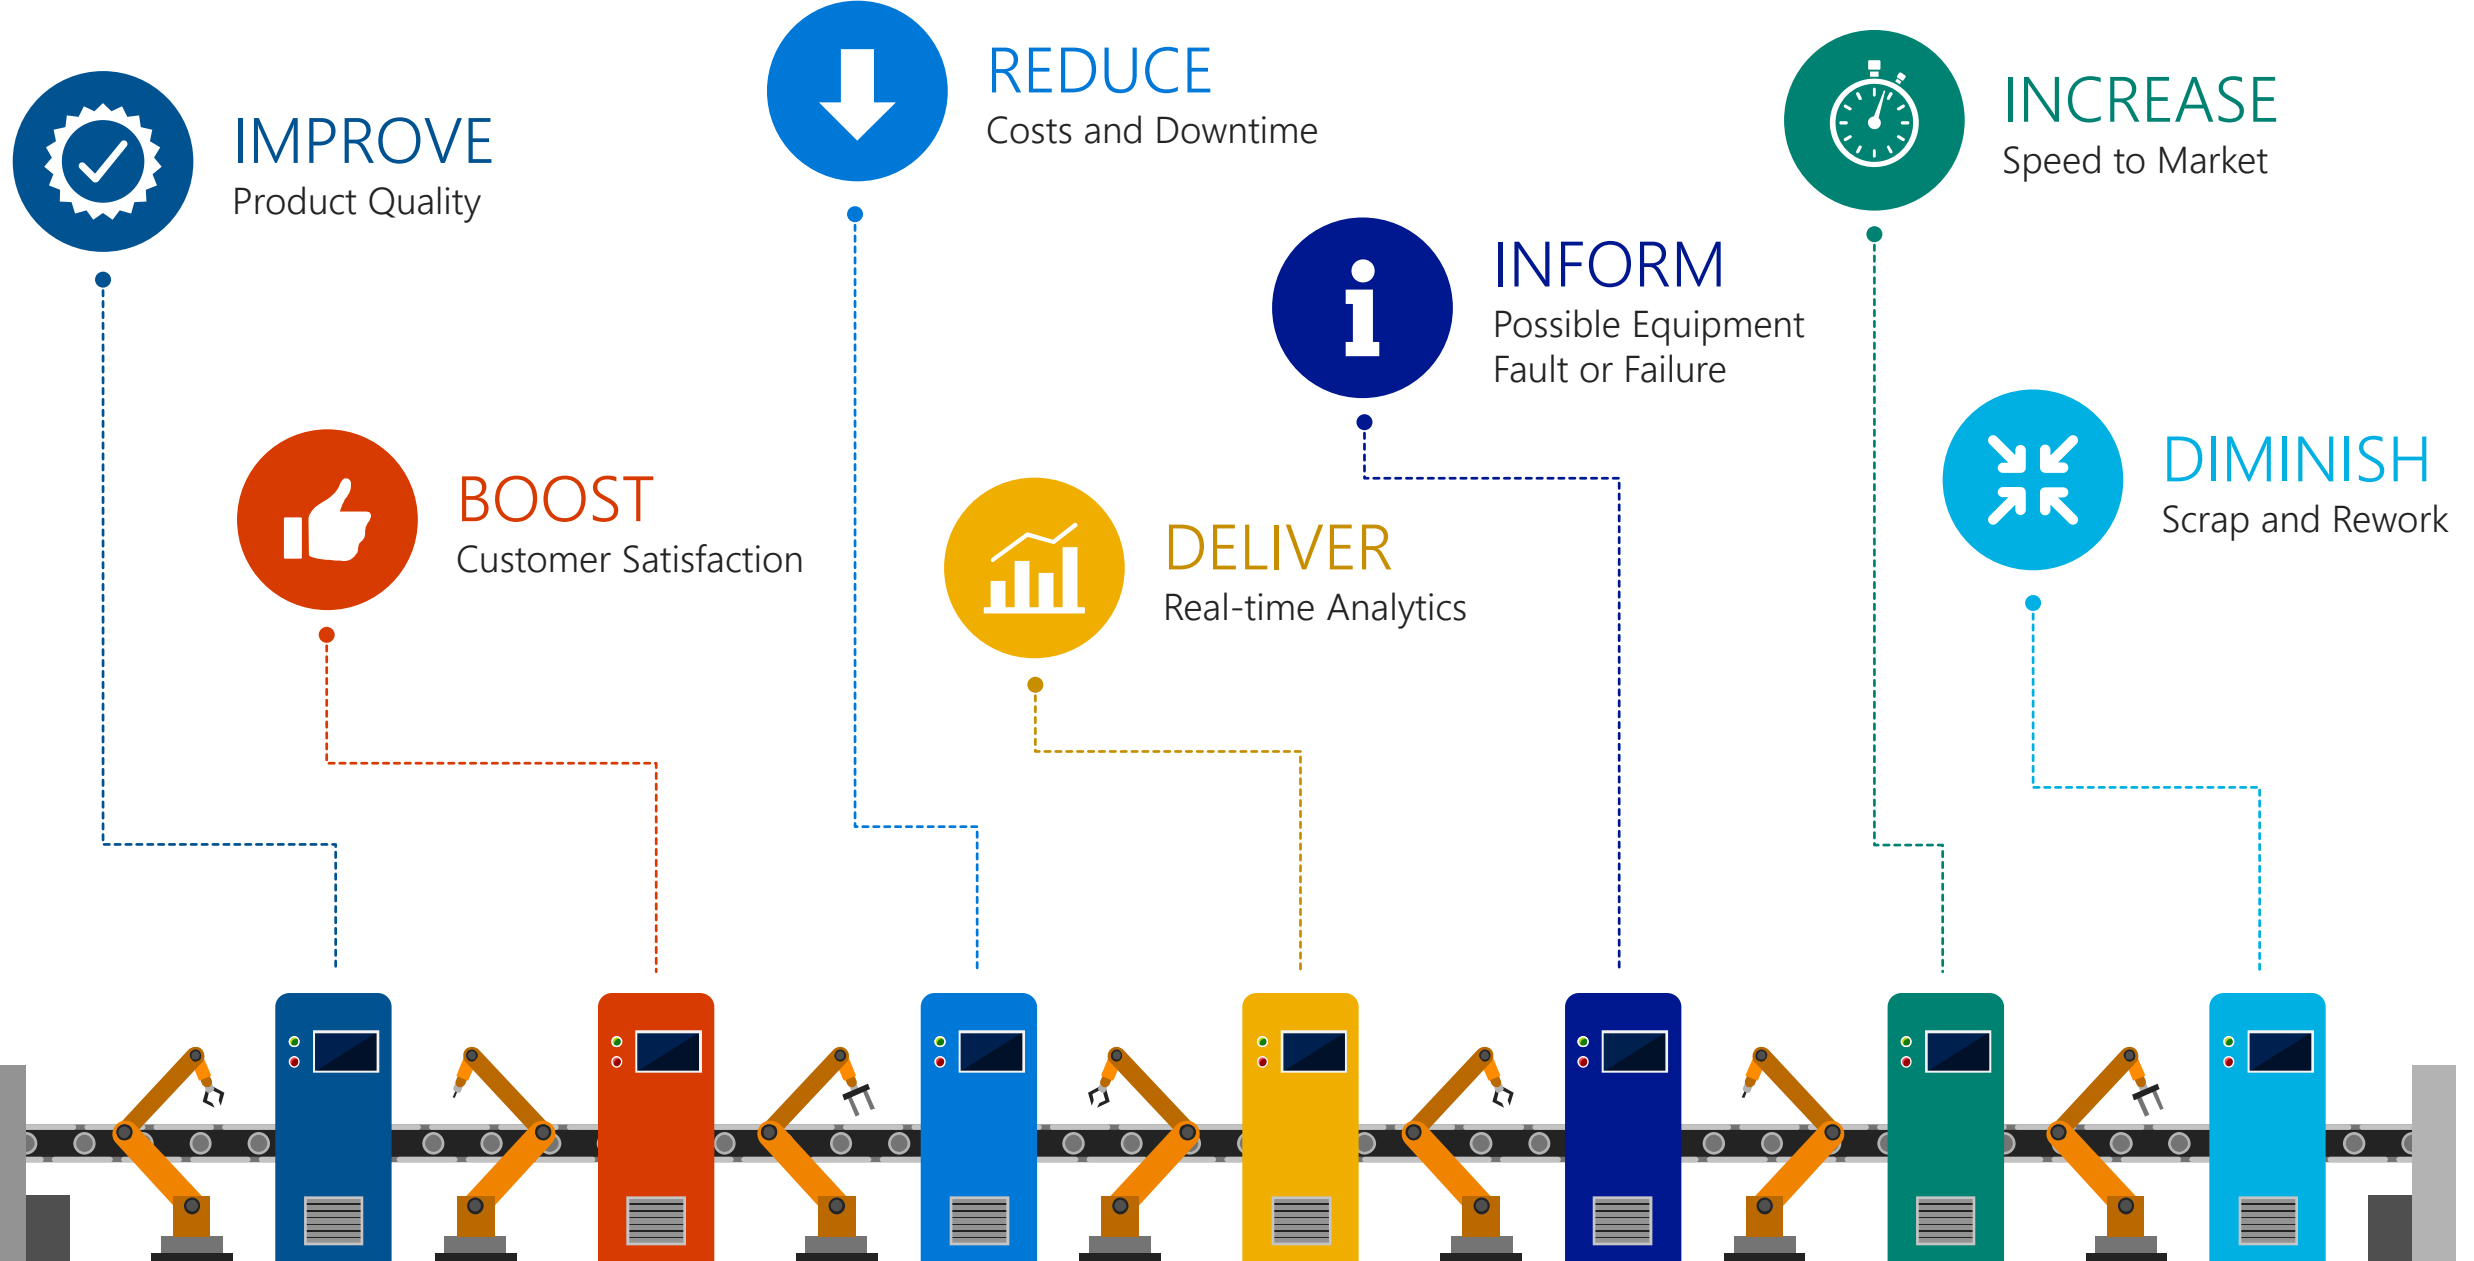 IMPROVE
Product Quality
BOOST
Customer Satisfaction
REDUCE
Costs and Downtime
DELIVER
Real-time Analytics
INFORM
Possible Equipment
Fault or Failure
INCREASE
Speed to Market
DIMINISH
Scrap and Rework